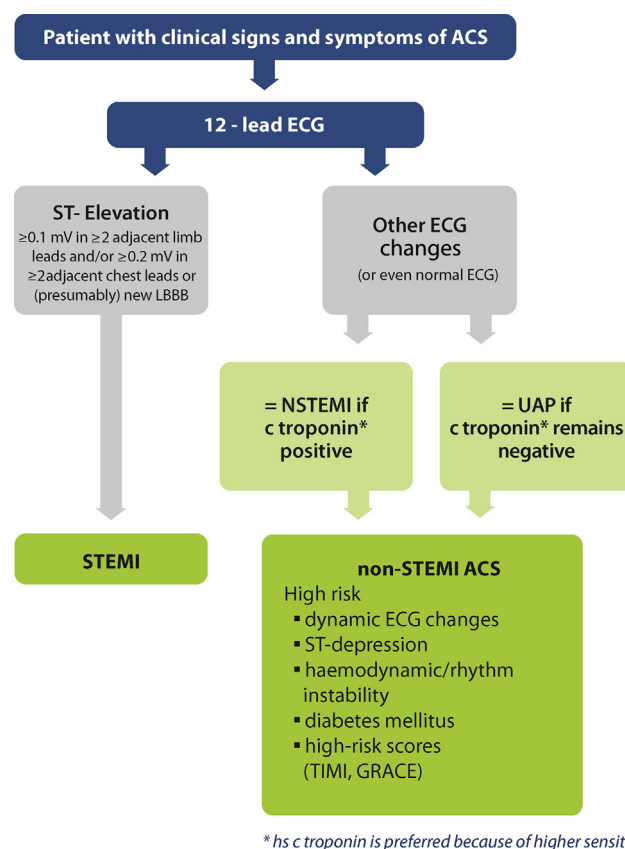 Patient with clinical signs and symptoms of ACS
12 - lead ECG
ST- Elevation
≥0.1 mV in ≥2 adjacent limb
leads and/or ≥0.2 mV in
≥2adjacent chest leads or
(presumably) new LBBB
Other ECG
changes
(or even normal ECG)
= NSTEMI if
c troponin*
positive
= UAP if
c troponin* remains
negative
STEMI
non-STEMI ACS
High risk
▪ dynamic ECG changes
▪ ST-depression
▪ haemodynamic/rhythm
instability
▪ diabetes mellitus
▪ high-risk scores
(TIMI, GRACE)
* hs c troponin is preferred because of higher